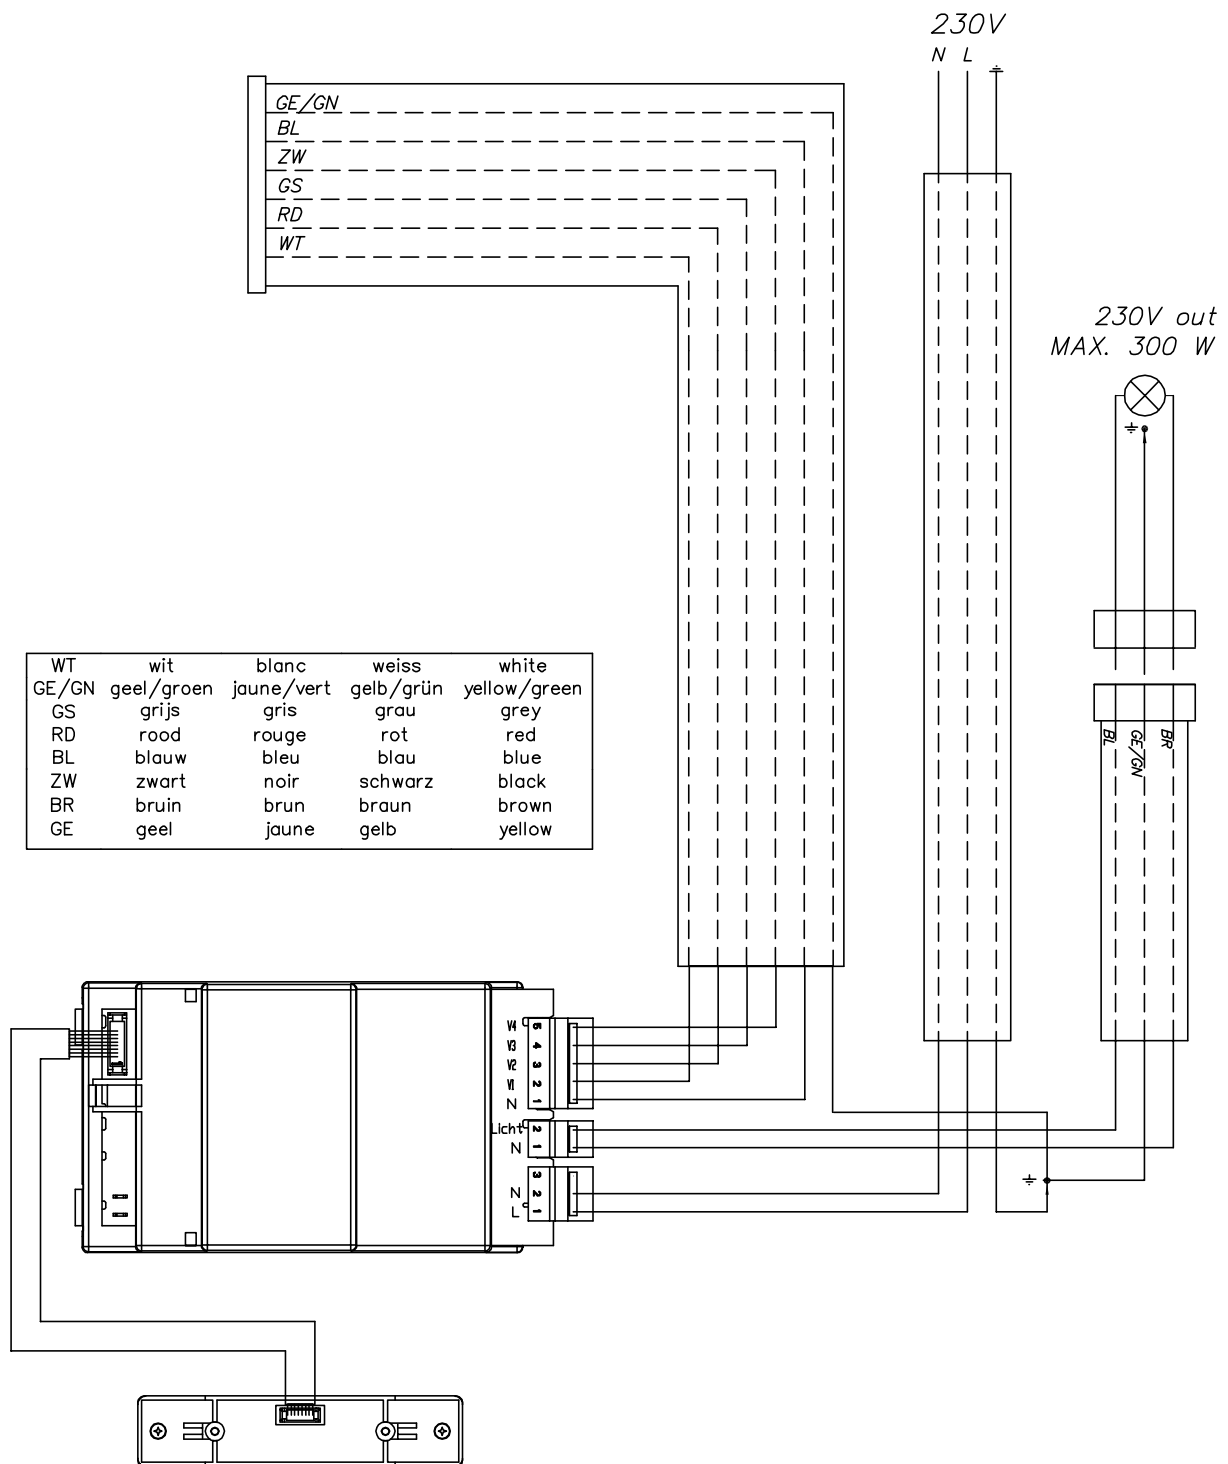 230V
N L
GE/GN
BL
ZW
GS
RD
WT
230V out
MAX. 300 W
BL GE/GN BR
WT wit blanc weiss white
GE/GN geel/groen jaune/vert gelb/grün yellow/green
GS grijs gris grau grey
RD rood rouge rot red
BL blauw bleu blau blue
ZW zwart noir schwarz black
BR bruin brun braun brown
GE geel jaune gelb yellow
V4 5
V3 4
V2 3
V1 2
N 1
Licht 2
N 1
3
N 2
L 1